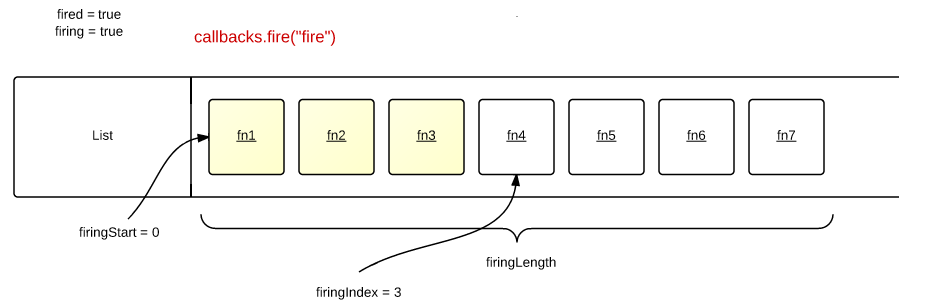 fired = true
firing = true
callbacks.fire("fire")
List
fn1
fn2
fn3
fn4
fn5
fn6
fn7
firingStart = 0
firingLength
firingIndex = 3